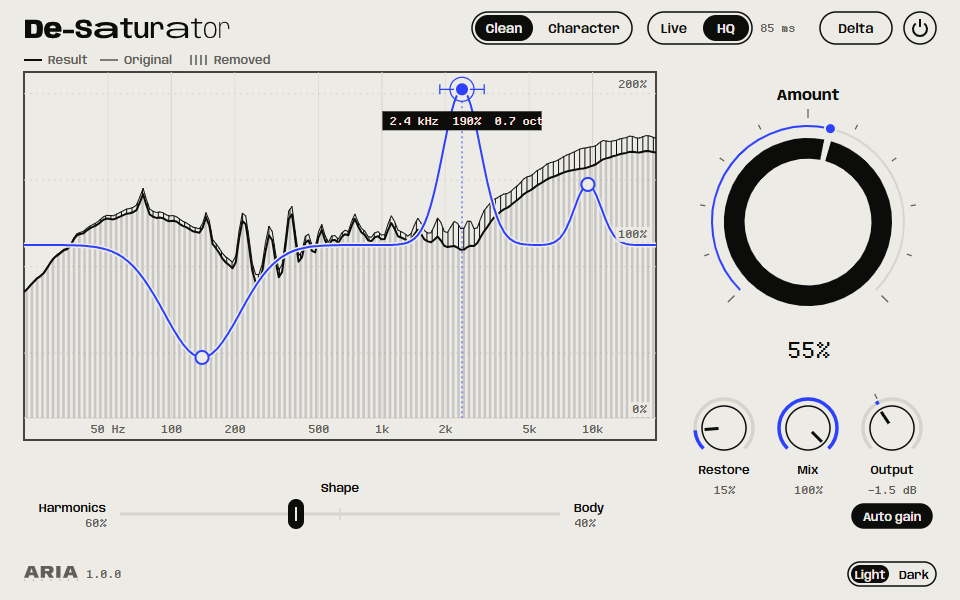 De-Saturator
Clean Character
Live HQ 85 ms
Delta
Result Original Removed
200%
2.4 kHz 190% 0.7 oct
100%
0%
50 Hz 100 200 500 1k 2k 5k 10k
Amount
55%
Restore Mix Output
15% 100% -1.5 dB
Auto gain
Shape
Harmonics Body
60% 40%
ARIA 1.0.0
Light Dark